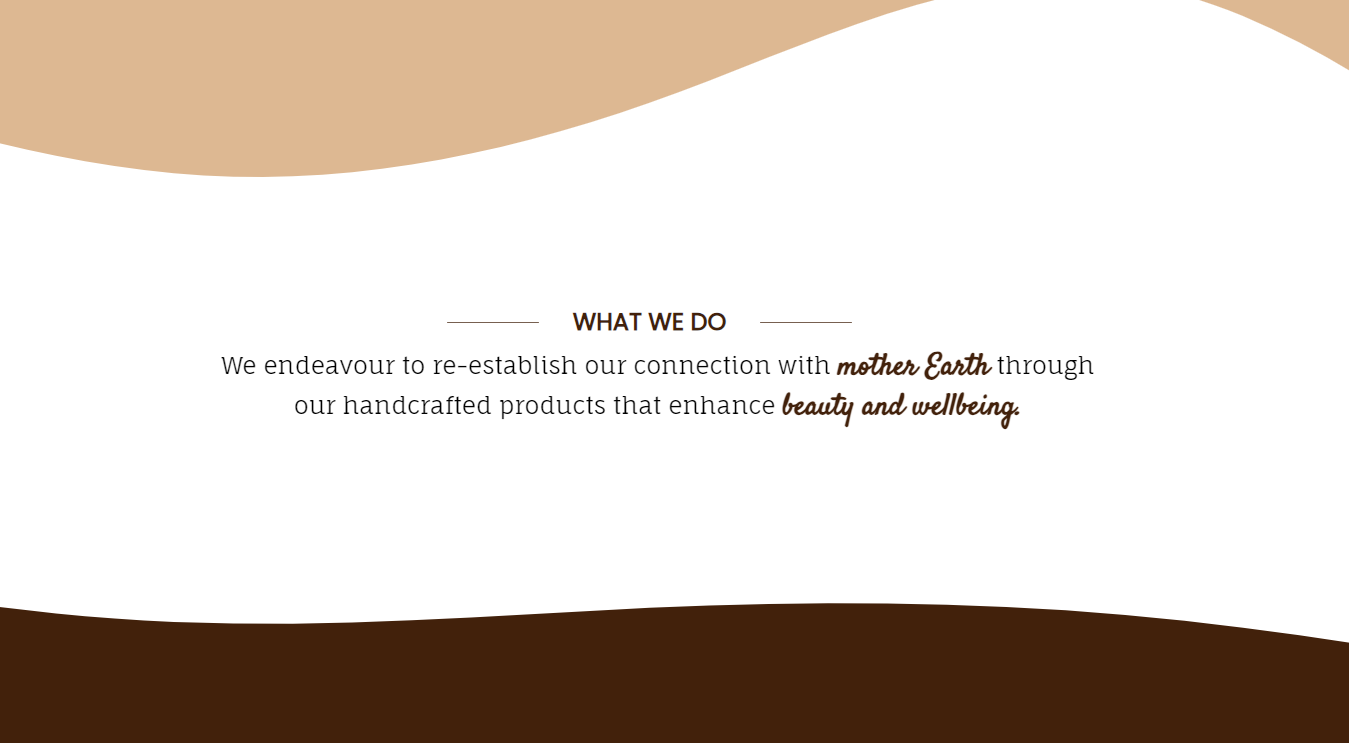 WHAT WE DO
We endeavour to re-establish our connection with mother Earth through
our handcrafted products that enhance beauty and wellbeing.